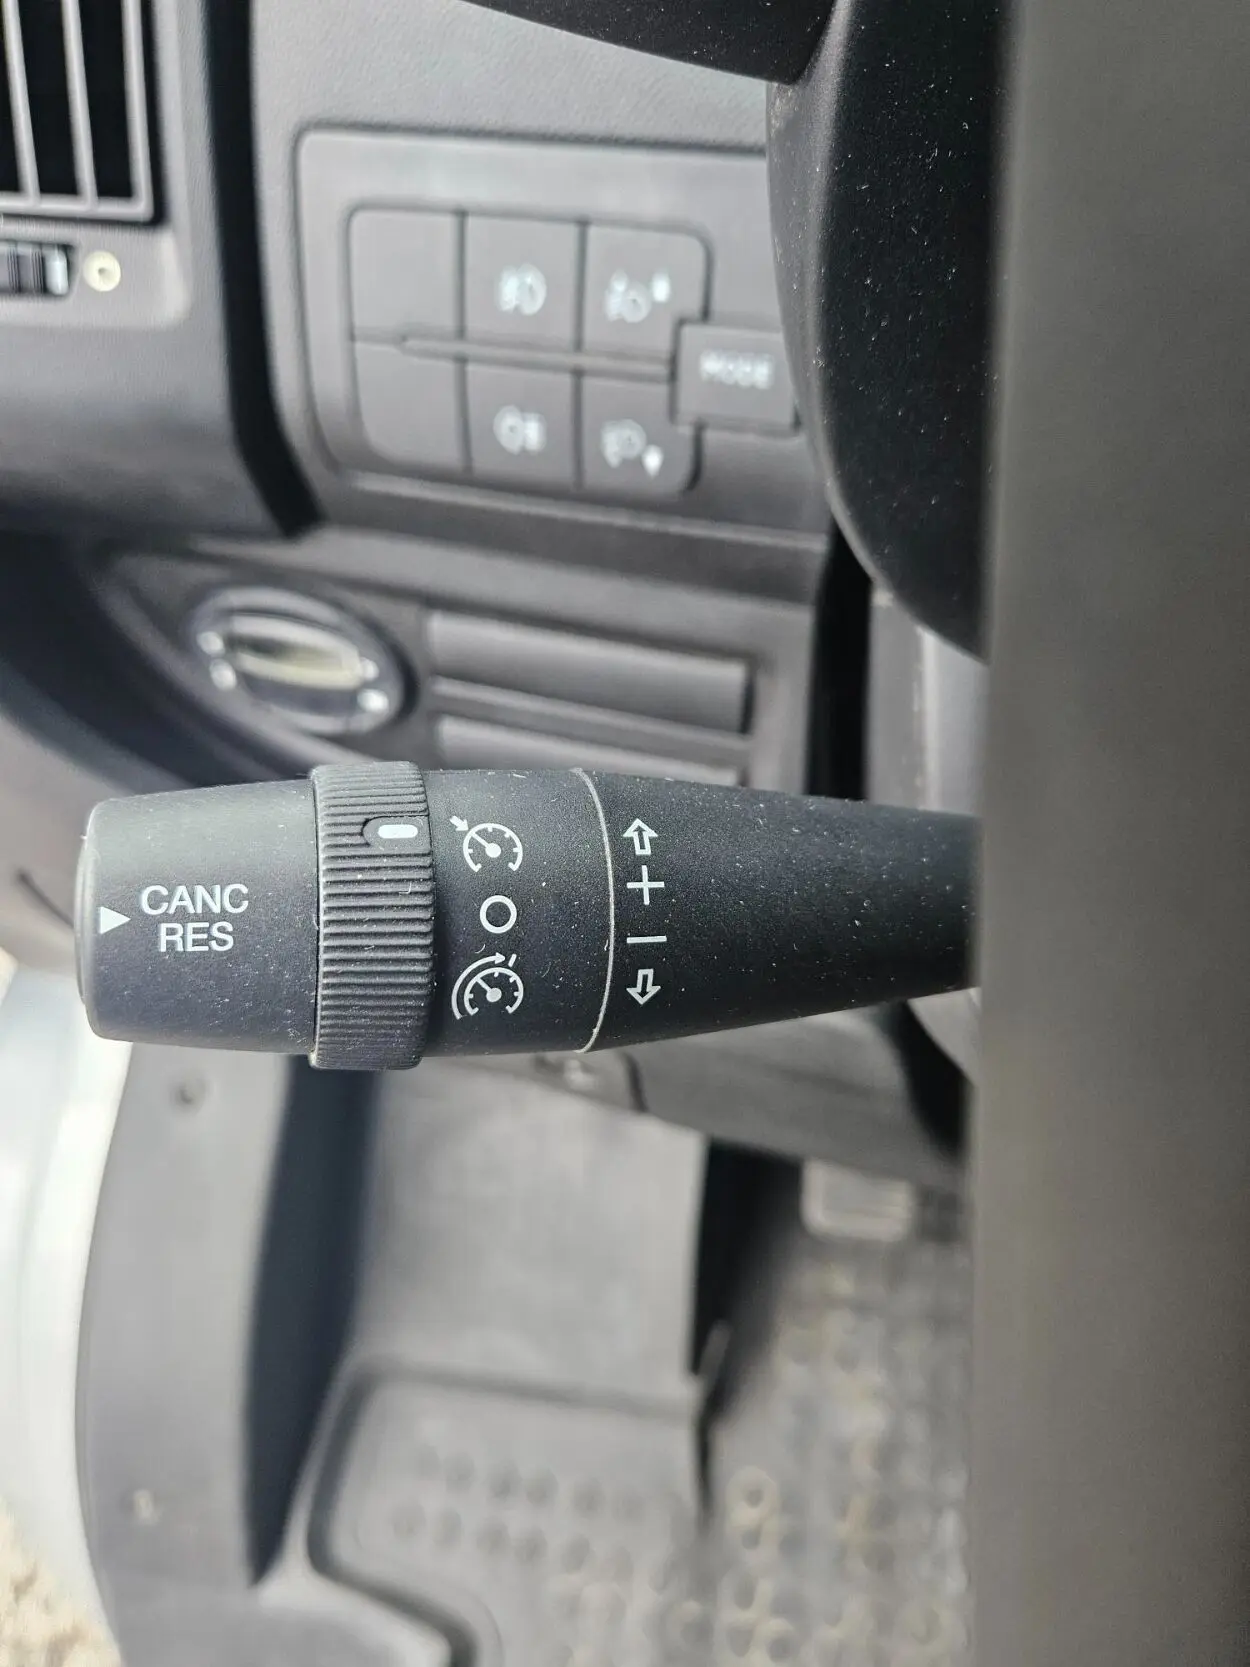 MODE
CANC
RES
+
–